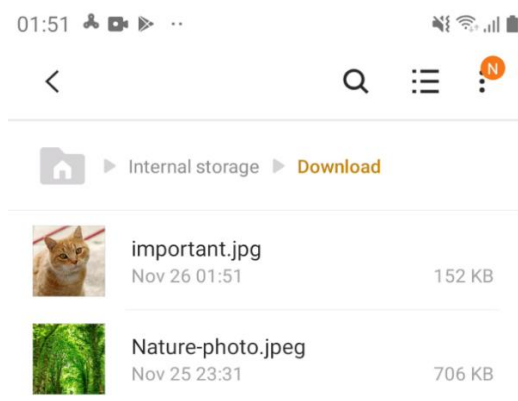 01:51
N
Internal storage Download
important.jpg
Nov 26 01:51 152 KB
Nature-photo.jpeg
Nov 25 23:31 706 KB